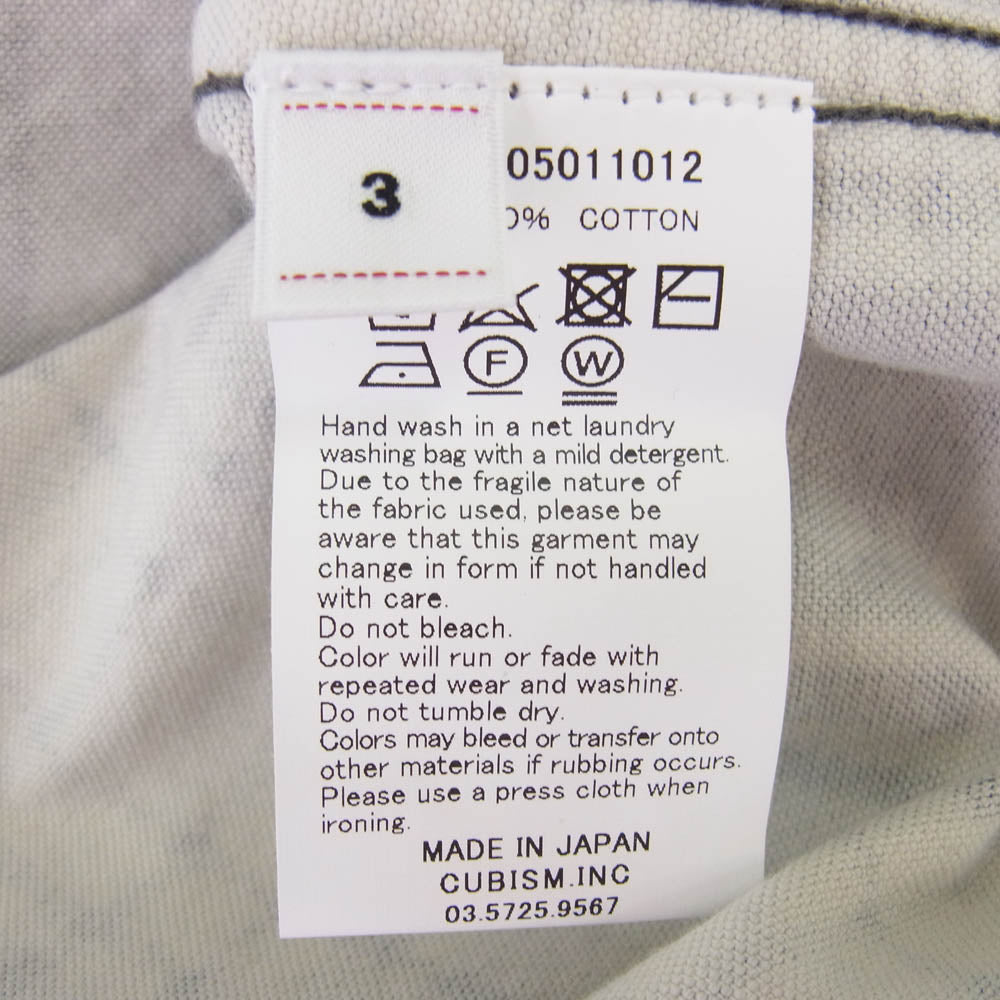 3
05011012
0% COTTON
F
W
Hand wash in a net laundry
washing bag with a mild detergent.
Due to the fragile nature of
the fabric used, please be
aware that this garment may
change in form if not handled
with care.
Do not bleach.
Color will run or fade with
repeated wear and washing.
Do not tumble dry.
Colors may bleed or transfer onto
other materials if rubbing occurs.
Please use a press cloth when
ironing.
MADE IN JAPAN
CUBISM.INC
03.5725.9567